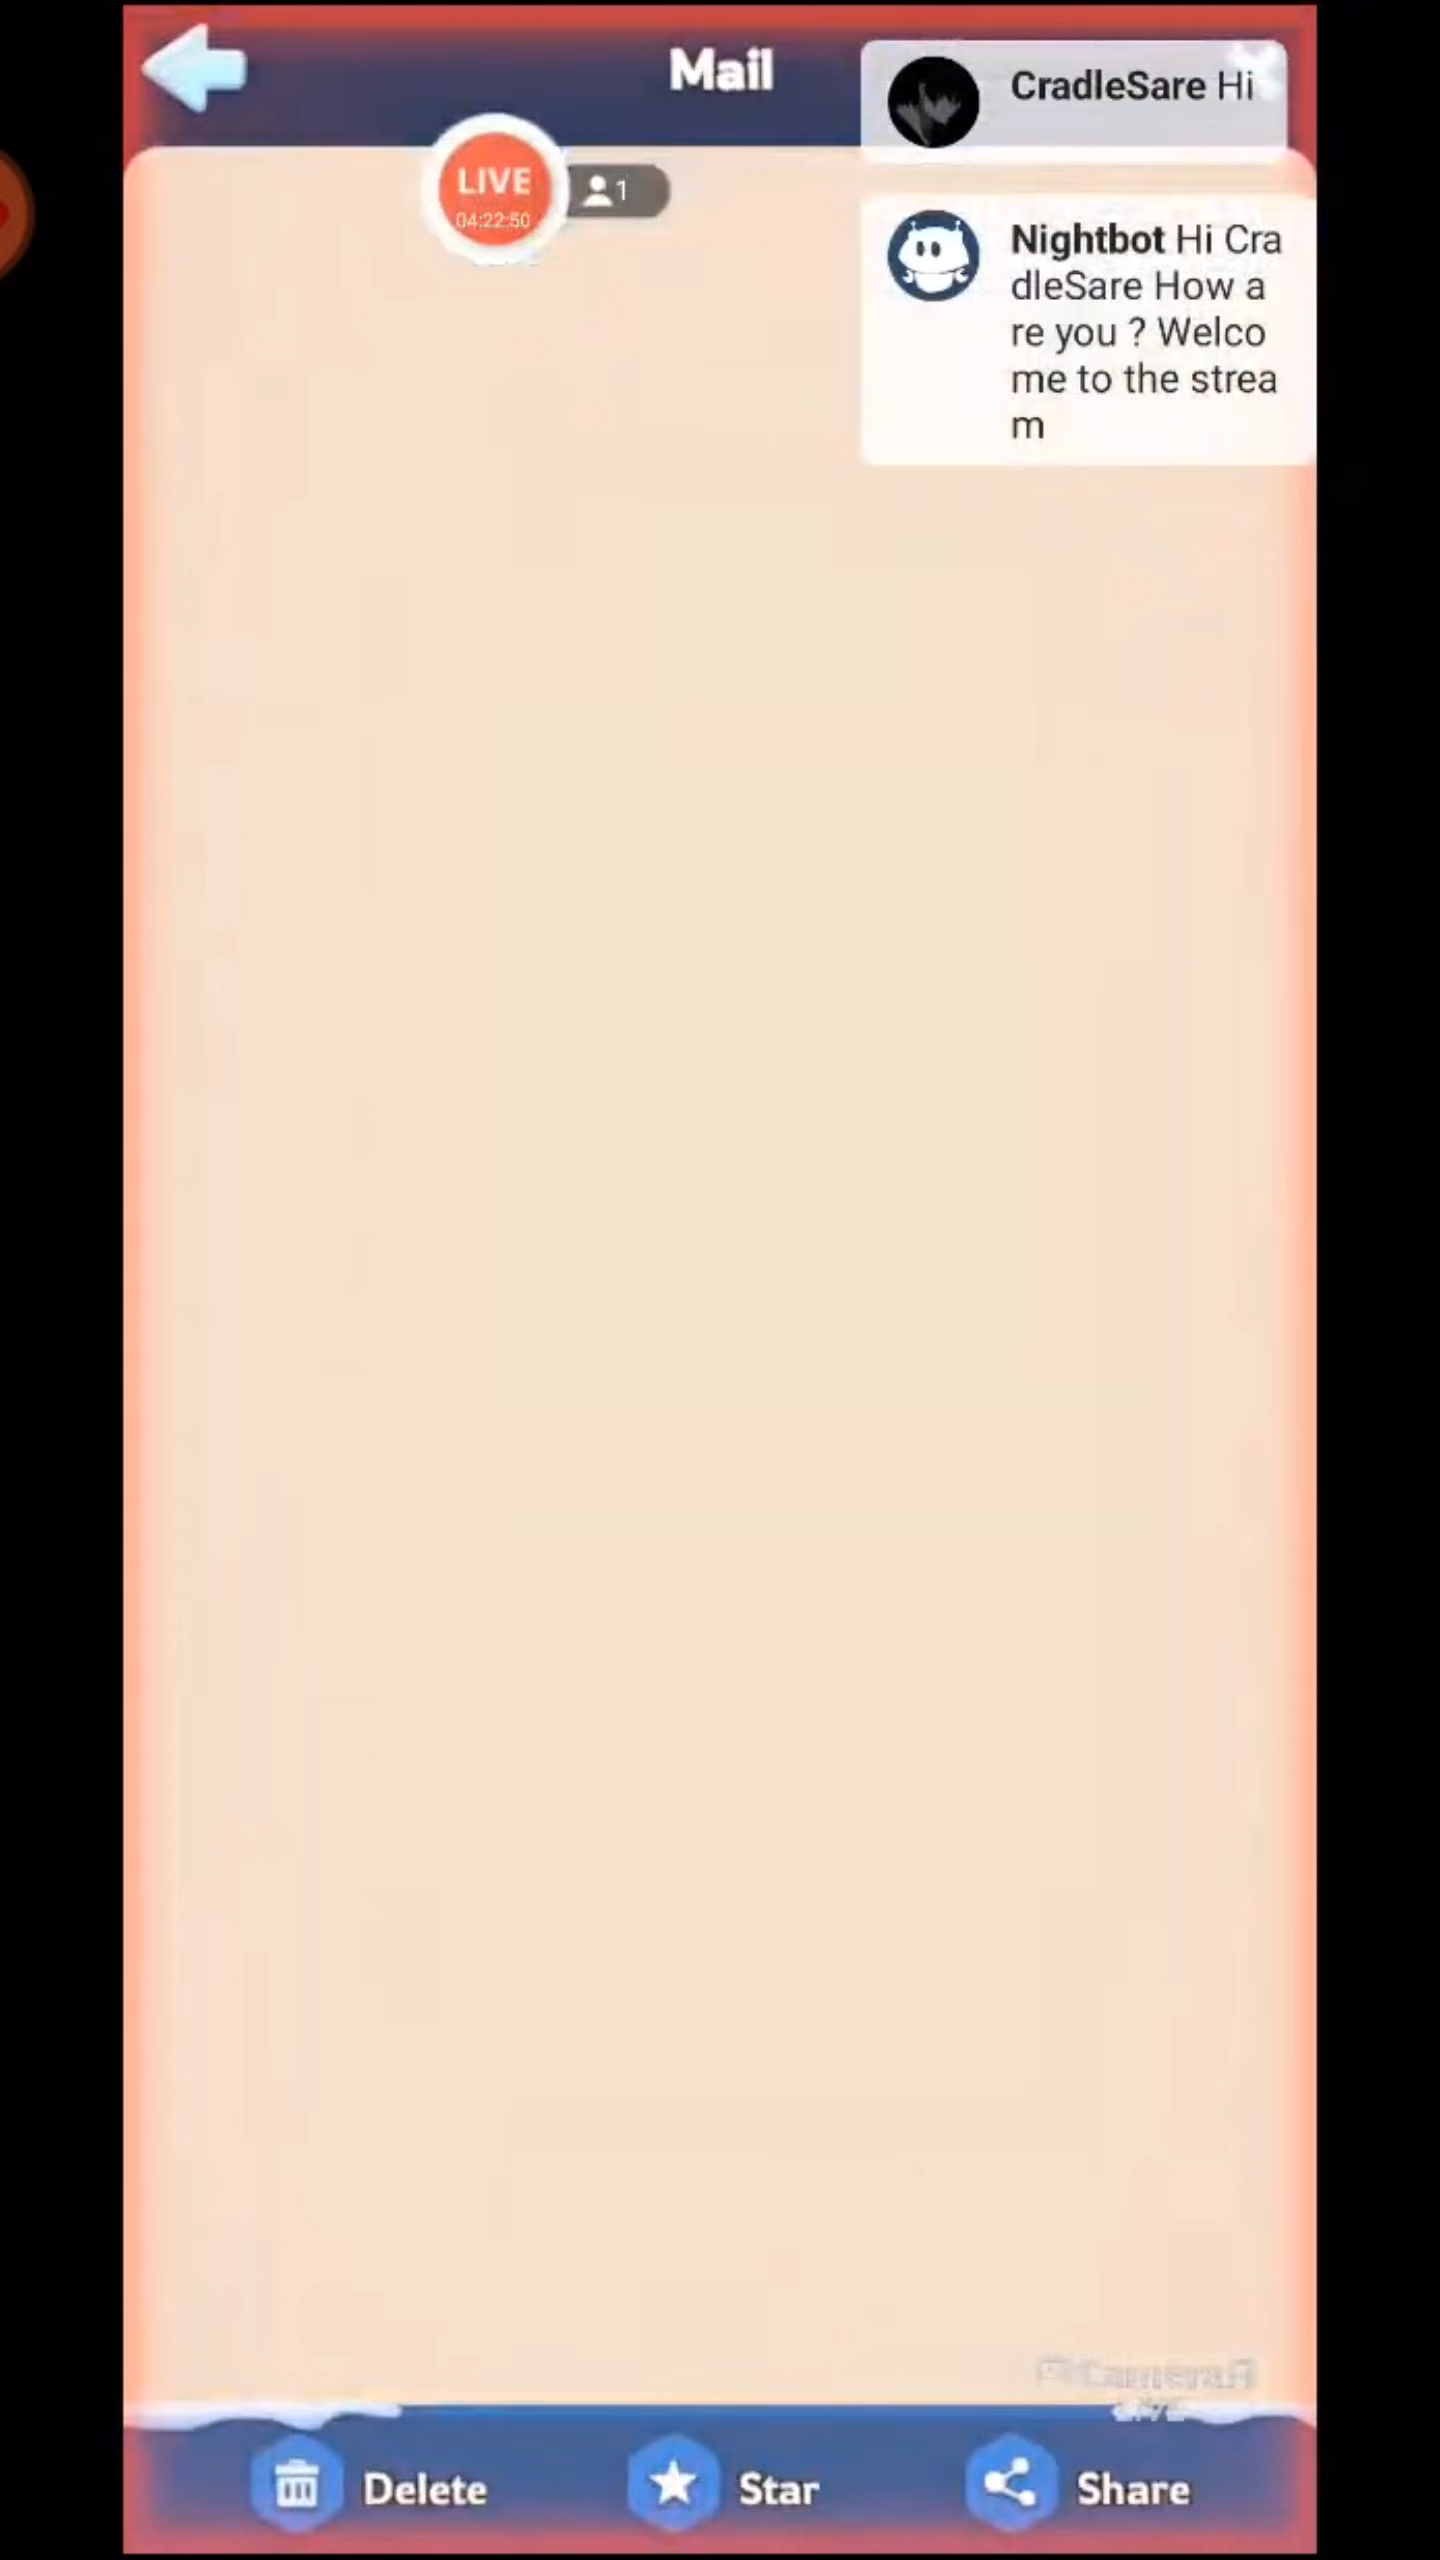 Mail
CradleSare Hi
LIVE
04:22:50
1
Nightbot Hi Cra
dleSare How a
re you ? Welco
me to the strea
m
Delete
Star
Share